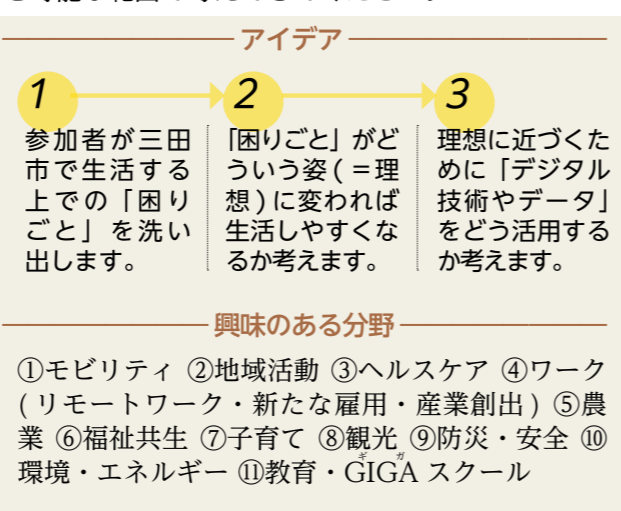 アイデア
1
参加者が三田
市で生活する
上での「困り
ごと」を洗い
出します。
2
「困りごと」がど
ういう姿(＝理
想)に変われば
生活しやすくな
るか考えます。
3
理想に近づくた
めに「デジタル
技術やデータ」
をどう活用する
か考えます。
興味のある分野
①モビリティ ②地域活動 ③ヘルスケア ④ワーク
(リモートワーク・新たな雇用・産業創出) ⑤農
業 ⑥福祉共生 ⑦子育て ⑧観光 ⑨防災・安全 ⑩
ギガ
環境・エネルギー ⑪教育・GIGA スクール